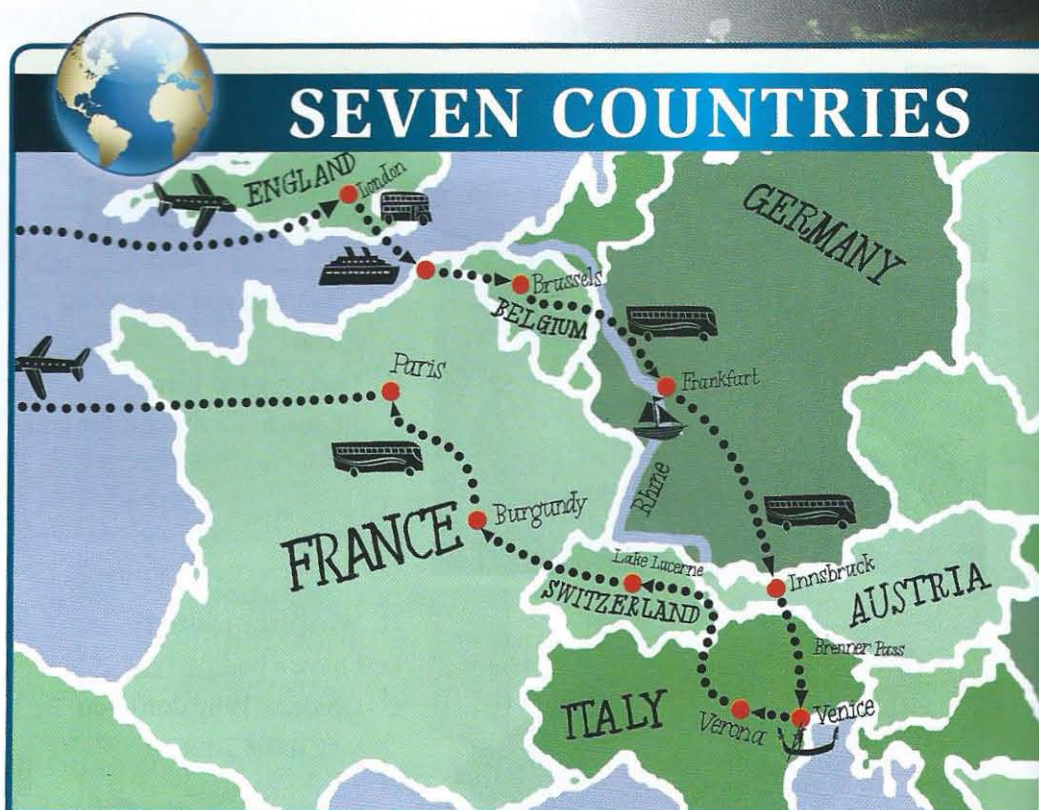 SEVEN COUNTRIES
ENGLAND
London
GERMANY
Brussels
BELGIUM
Paris
Frankfurt
Rhine
Burgundy
FRANCE
Lake Lucerne
SWITZERLAND
Innsbruck
AUSTRIA
Brenner Pass
ITALY
Verona
Venice